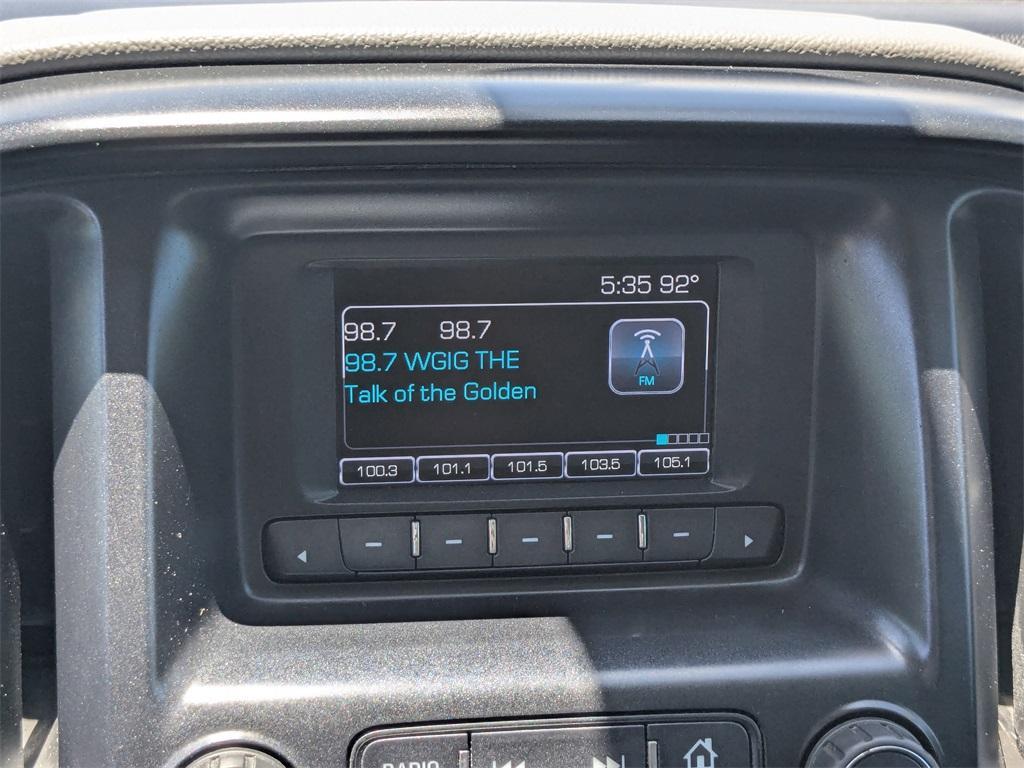 5:35 92°
98.7 98.7
98.7 WGIG THE
Talk of the Golden
FM
100.3 101.1 101.5 103.5 105.1
RADIO